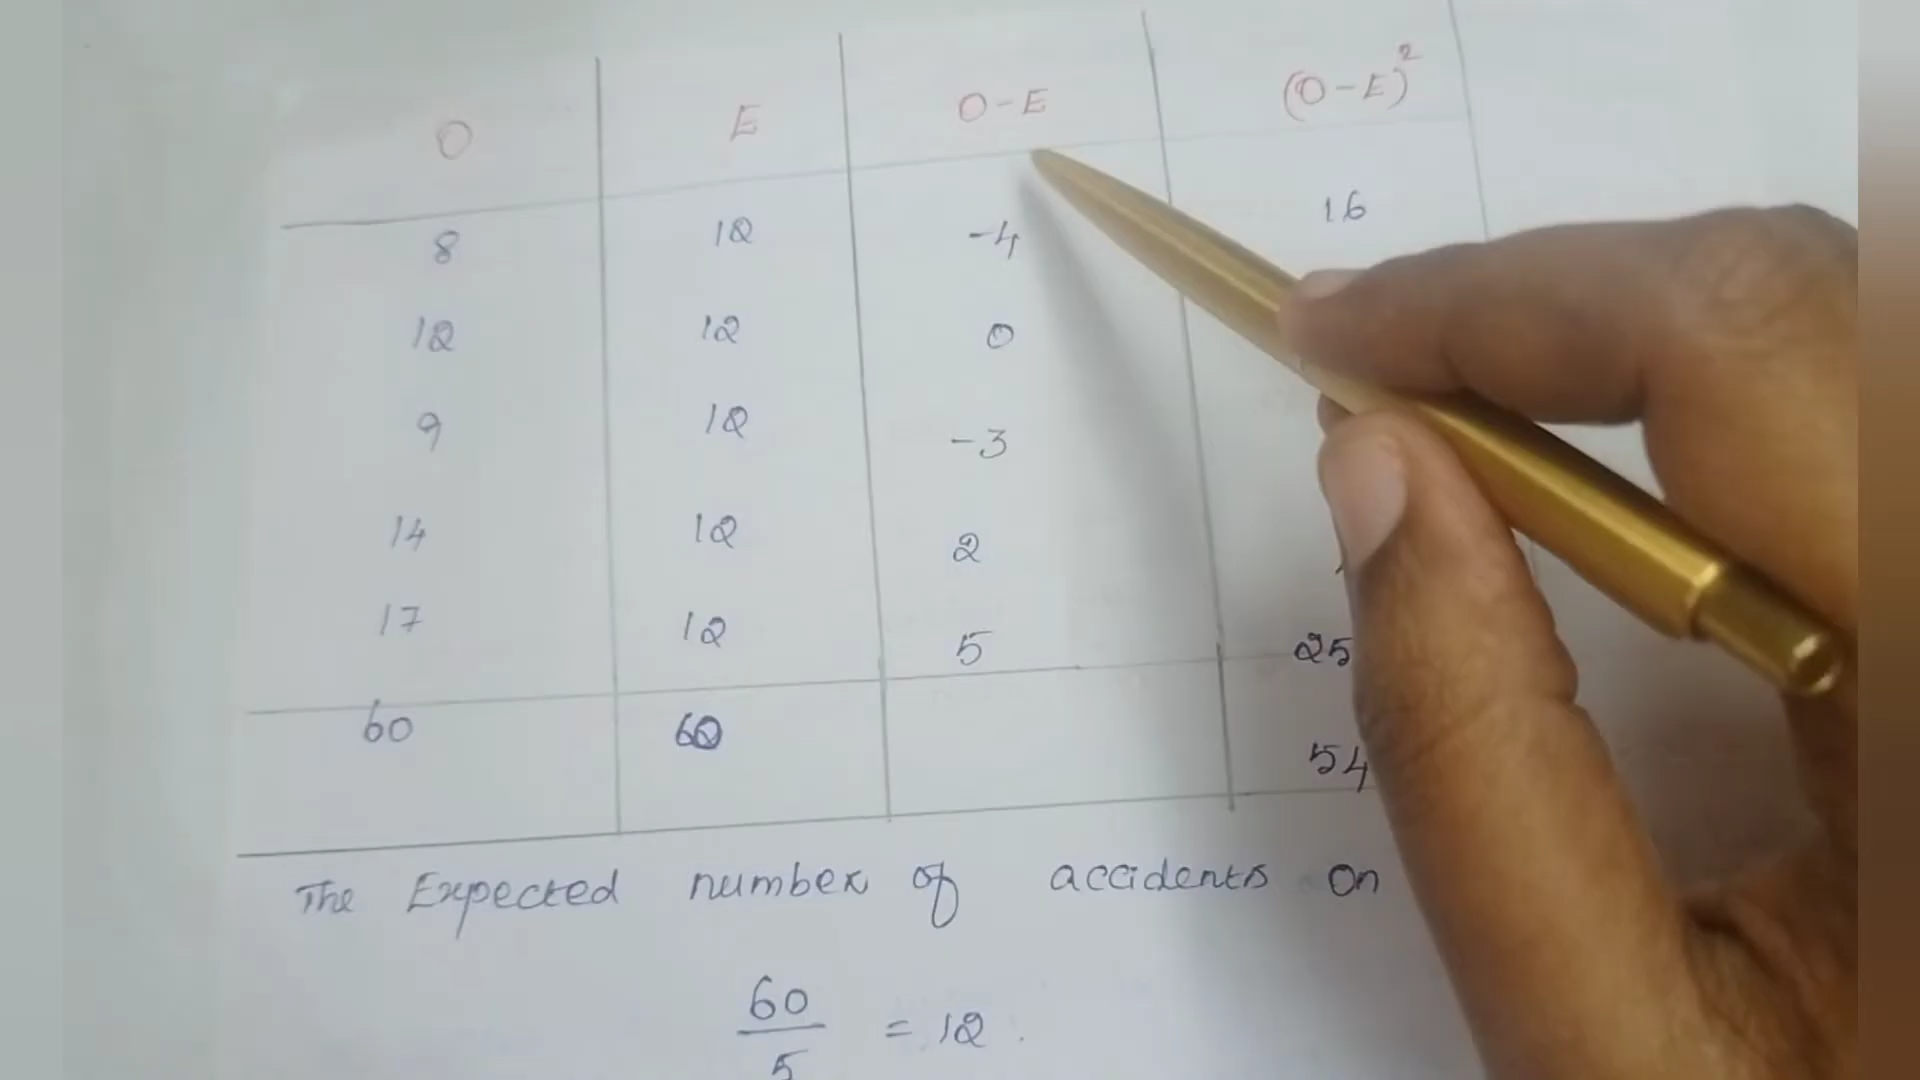 O E O-E (O-E)²
8 12 -4 16
12 12 0
9 12 -3
14 12 2
17 12 5 25
60 60 54
The Expected number of accidents on
60
5
= 12.